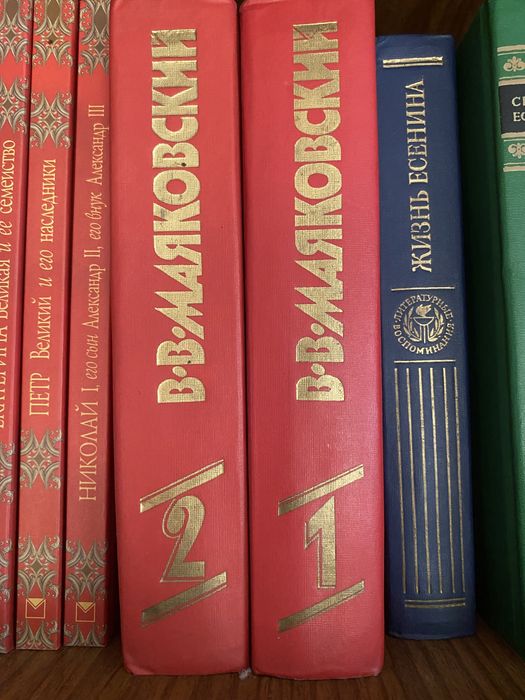 ЕКАТЕРИНА Великая и ее семейство
ПЕТР Великий и его наследники
НИКОЛАЙ I, его сын Александр II, его внук Александр III
В·В·МАЯКОВСКИЙ
2
В·В·МАЯКОВСКИЙ
1
ЖИЗНЬ ЕСЕНИНА
ЛИТЕРАТУРНЫЕ
ВОСПОМИНАНИЯ